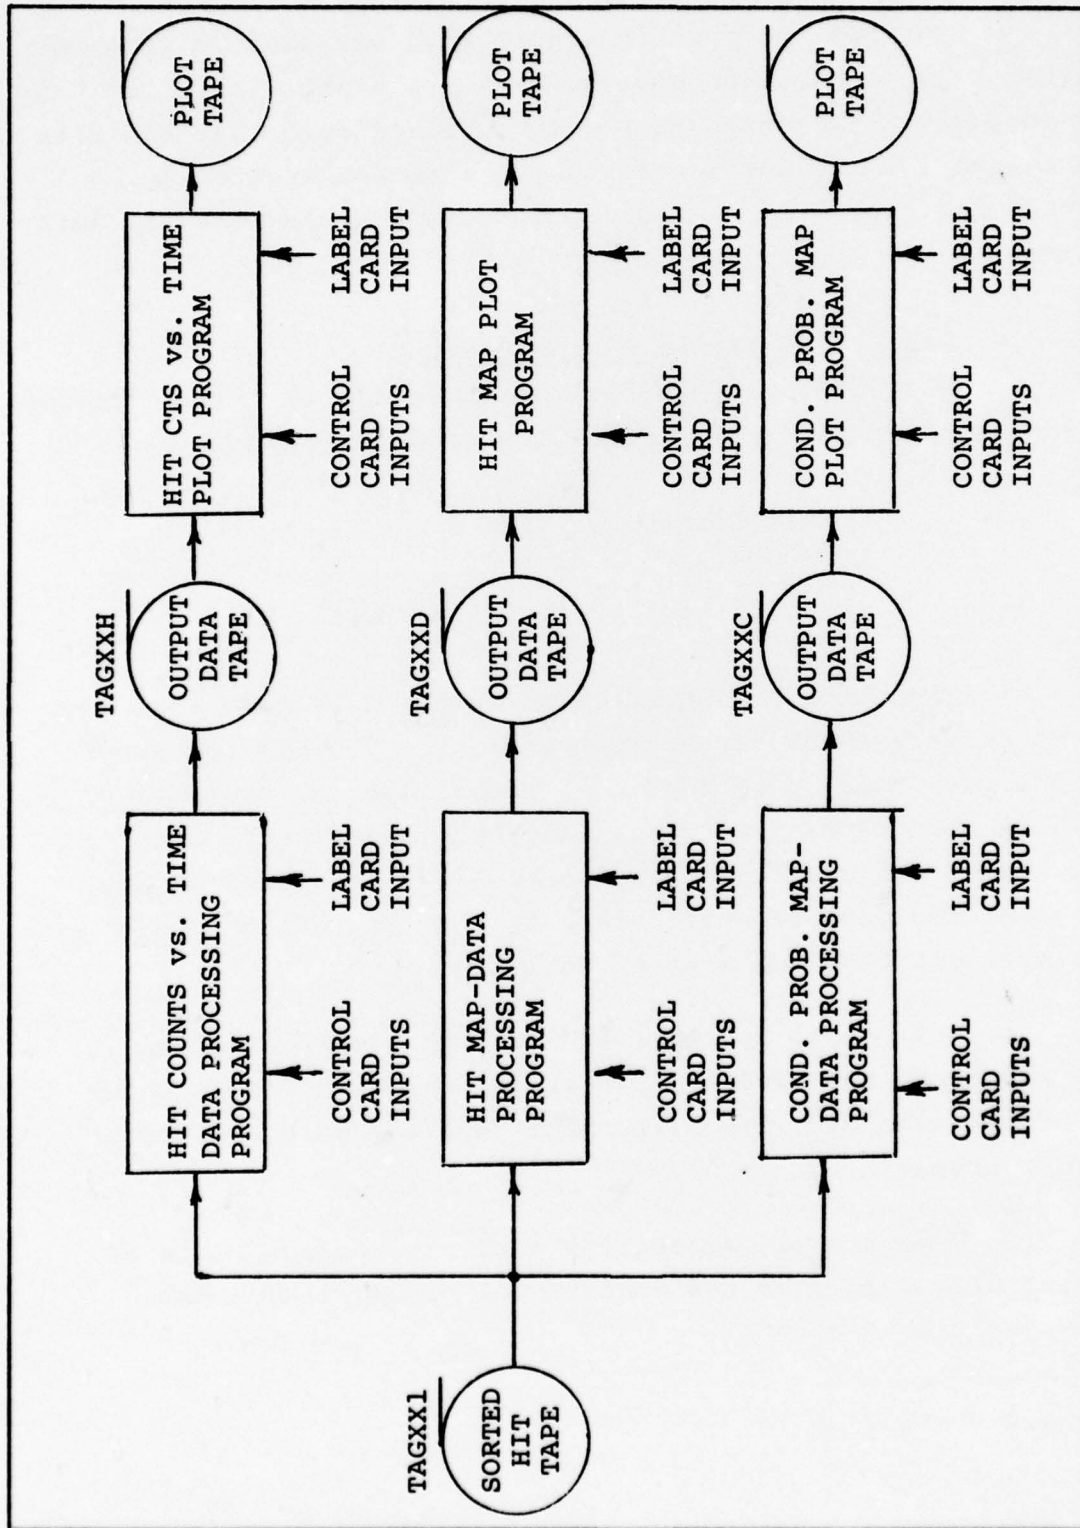 TAGXX1
SORTED
HIT
TAPE
HIT COUNTS vs. TIME
DATA PROCESSING
PROGRAM
CONTROL
CARD
INPUTS
LABEL
CARD
INPUT
TAGXXH
OUTPUT
DATA
TAPE
HIT CTS vs. TIME
PLOT PROGRAM
CONTROL
CARD
INPUTS
LABEL
CARD
INPUT
PLOT
TAPE
HIT MAP-DATA
PROCESSING
PROGRAM
CONTROL
CARD
INPUTS
LABEL
CARD
INPUT
TAGXXD
OUTPUT
DATA
TAPE
HIT MAP PLOT
PROGRAM
CONTROL
CARD
INPUTS
LABEL
CARD
INPUT
PLOT
TAPE
COND. PROB. MAP-
DATA PROCESSING
PROGRAM
CONTROL
CARD
INPUTS
LABEL
CARD
INPUT
TAGXXC
OUTPUT
DATA
TAPE
COND. PROB. MAP
PLOT PROGRAM
CONTROL
CARD
INPUTS
LABEL
CARD
INPUT
PLOT
TAPE